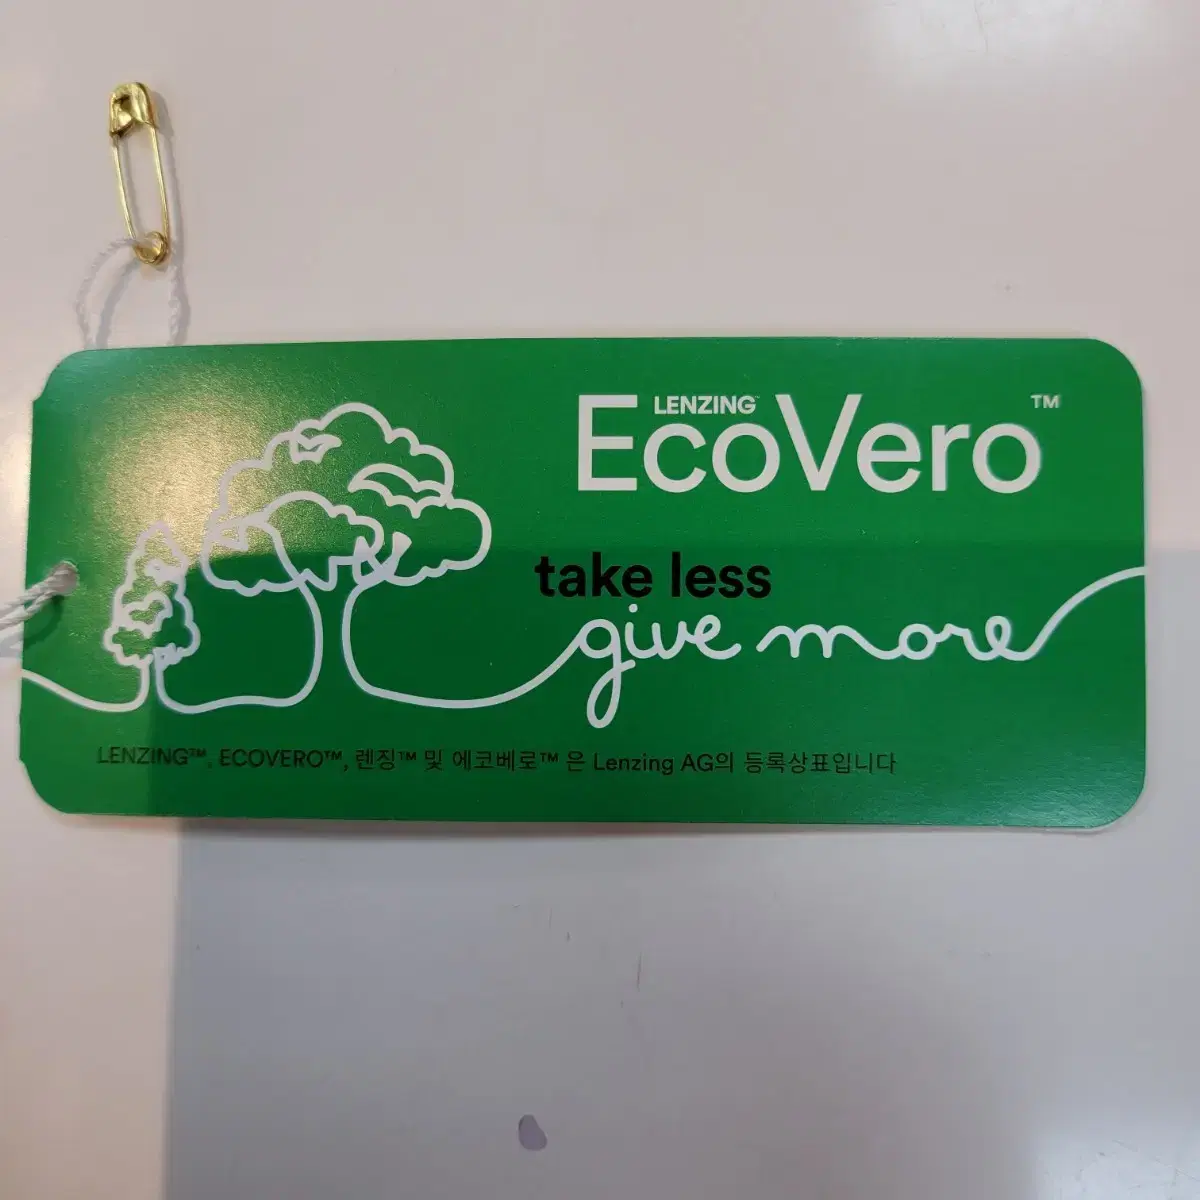 LENZING™
EcoVero™
take less
give more
LENZING™, ECOVERO™, 렌징™ 및 에코베로™ 은 Lenzing AG의 등록상표입니다